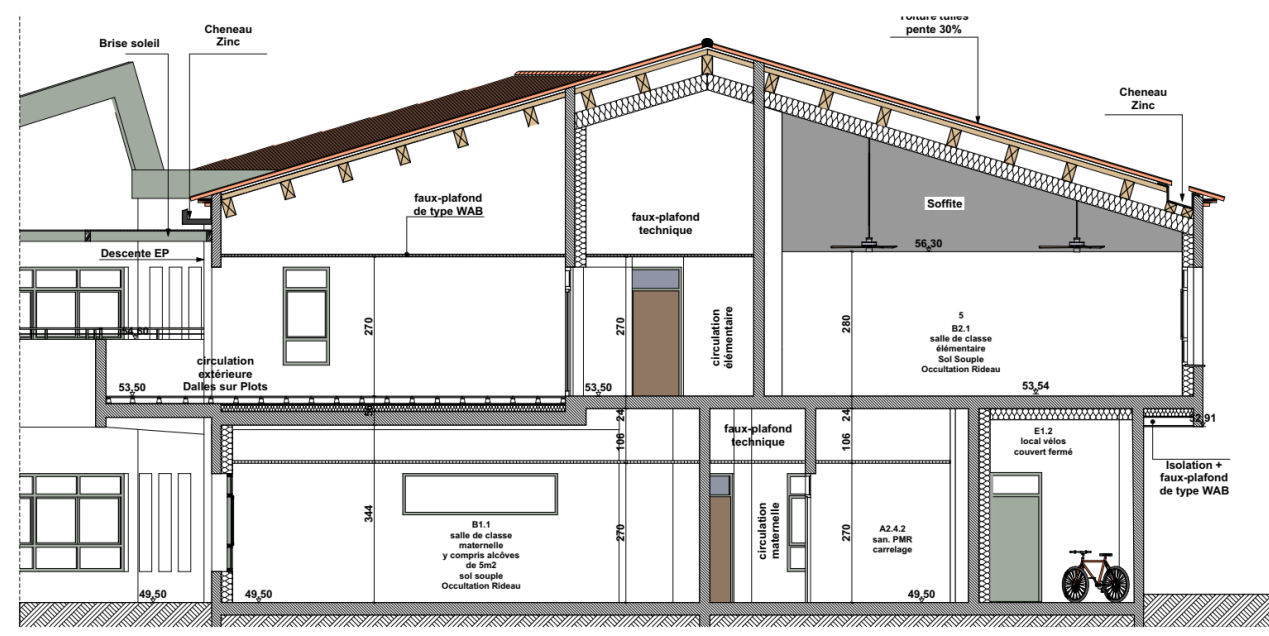 Toiture tuiles
pente 30%
Cheneau
Zinc
Brise soleil
Cheneau
Zinc
faux-plafond
de type WAB
faux-plafond
technique
Soffite
56,30
Descente EP
54,60
270
270
circulation
élémentaire
280
5
B2.1
salle de classe
élémentaire
Sol Souple
Occultation Rideau
circulation
extérieure
Dalles sur Plots
53,50
53,50
53,54
56
24
24
106
106
faux-plafond
technique
E1.2
local vélos
couvert fermé
52,91
Isolation +
faux-plafond
de type WAB
344
B1.1
salle de classe
maternelle
y compris alcôves
de 5m2
sol souple
Occultation Rideau
270
circulation
maternelle
270
A2.4.2
san. PMR
carrelage
49,50
49,50
49,50